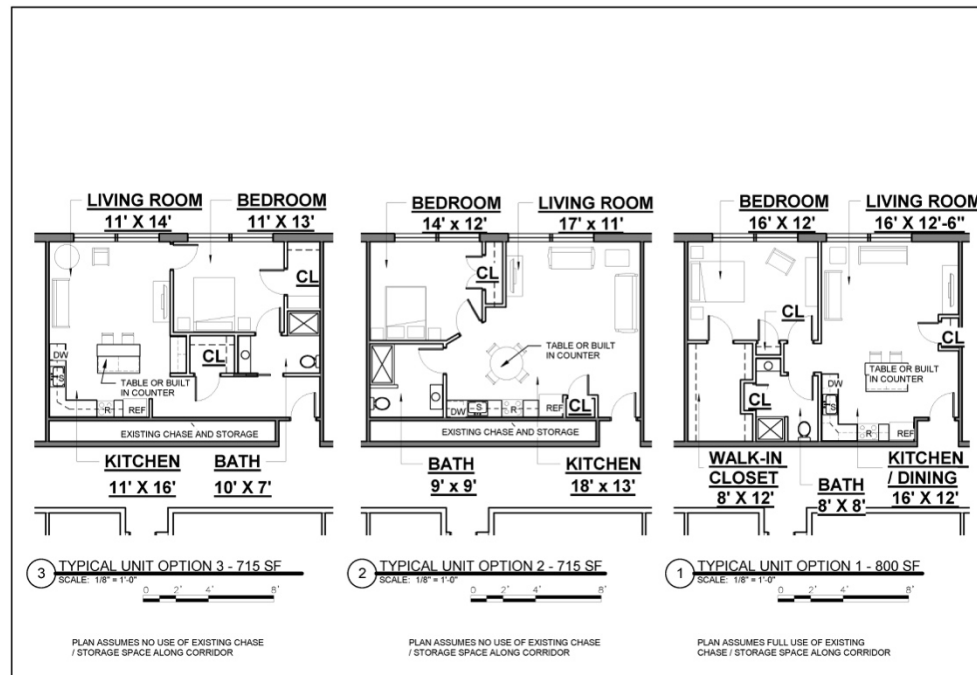 LIVING ROOM
11' X 14'
BEDROOM
11' X 13'
CL
CL
DW
S
TABLE OR BUILT
IN COUNTER
R
REF
EXISTING CHASE AND STORAGE
KITCHEN
11' X 16'
BATH
10' X 7'
3
TYPICAL UNIT OPTION 3 - 715 SF
SCALE: 1/8" = 1'-0"
0' 2' 4' 8'
PLAN ASSUMES NO USE OF EXISTING CHASE
/ STORAGE SPACE ALONG CORRIDOR
BEDROOM
14' x 12'
LIVING ROOM
17' x 11'
CL
TABLE OR BUILT
IN COUNTER
DW
S
R
REF
CL
EXISTING CHASE AND STORAGE
BATH
9' x 9'
KITCHEN
18' x 13'
2
TYPICAL UNIT OPTION 2 - 715 SF
SCALE: 1/8" = 1'-0"
0' 2' 4' 8'
PLAN ASSUMES NO USE OF EXISTING CHASE
/ STORAGE SPACE ALONG CORRIDOR
BEDROOM
16' X 12'
LIVING ROOM
16' X 12'-6"
CL
CL
TABLE OR BUILT
IN COUNTER
DW
CL
S
R
REF
WALK-IN
CLOSET
8' X 12'
BATH
8' X 8'
KITCHEN
/ DINING
16' X 12'
1
TYPICAL UNIT OPTION 1 - 800 SF
SCALE: 1/8" = 1'-0"
0' 2' 4' 8'
PLAN ASSUMES FULL USE OF EXISTING
CHASE / STORAGE SPACE ALONG CORRIDOR